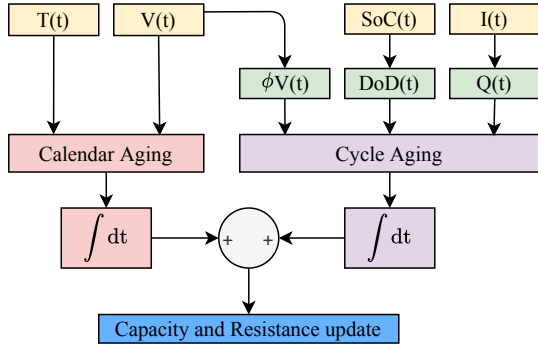 T(t)
V(t)
SoC(t)
I(t)
ϕV(t)
DoD(t)
Q(t)
Calendar Aging
Cycle Aging
∫ dt
+ +
∫ dt
Capacity and Resistance update